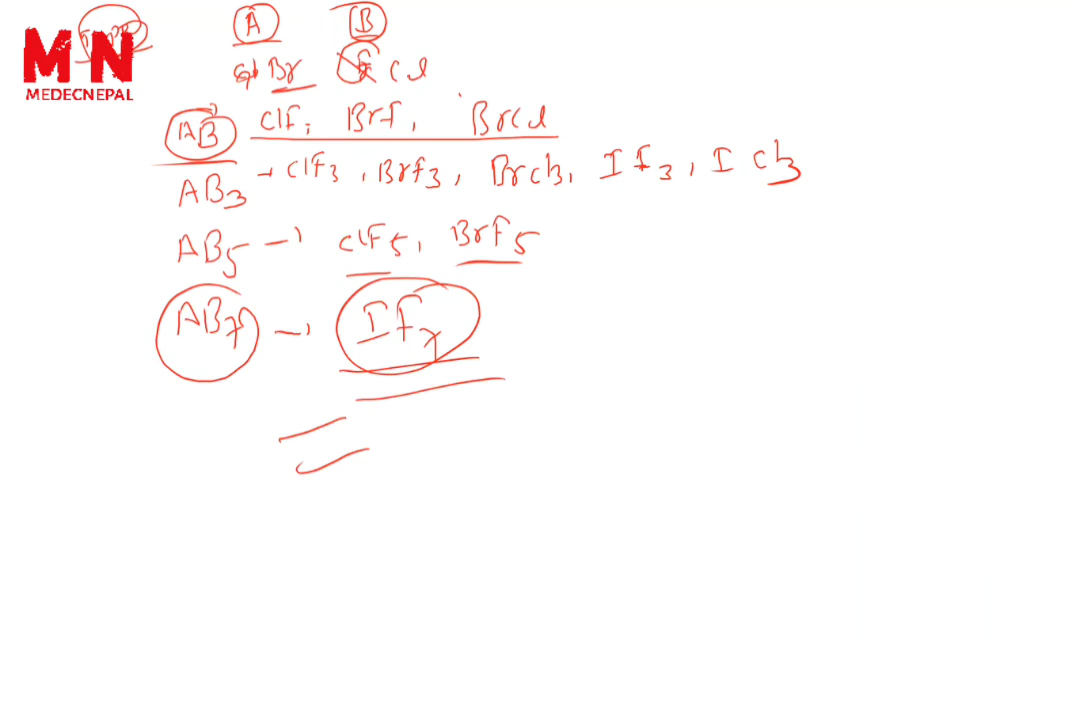 MN
MEDECNEPAL
A B
Br Cl
AB ClF, BrF, BrCl
AB3 → ClF3, BrF3, BrCl3, IF3, ICl3
AB5 → ClF5, BrF5
AB7 → IF7